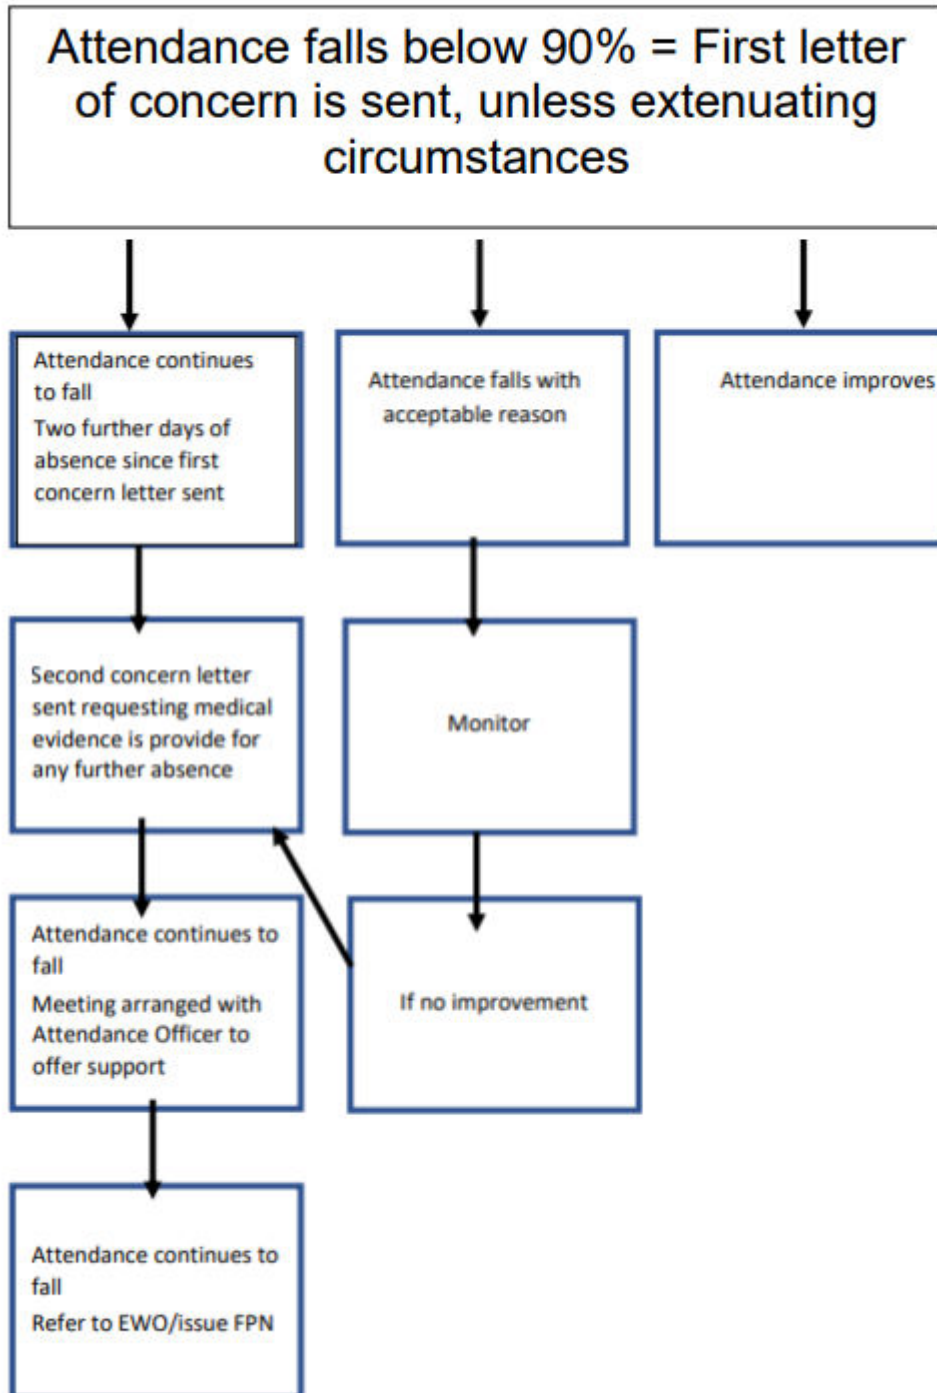 Attendance falls below 90% = First letter
of concern is sent, unless extenuating
circumstances
Attendance continues
to fall
Two further days of
absence since first
concern letter sent
Attendance falls with
acceptable reason
Attendance improves
Second concern letter
sent requesting medical
evidence is provide for
any further absence
Monitor
Attendance continues to
fall
Meeting arranged with
Attendance Officer to
offer support
If no improvement
Attendance continues to
fall
Refer to EWO/issue FPN